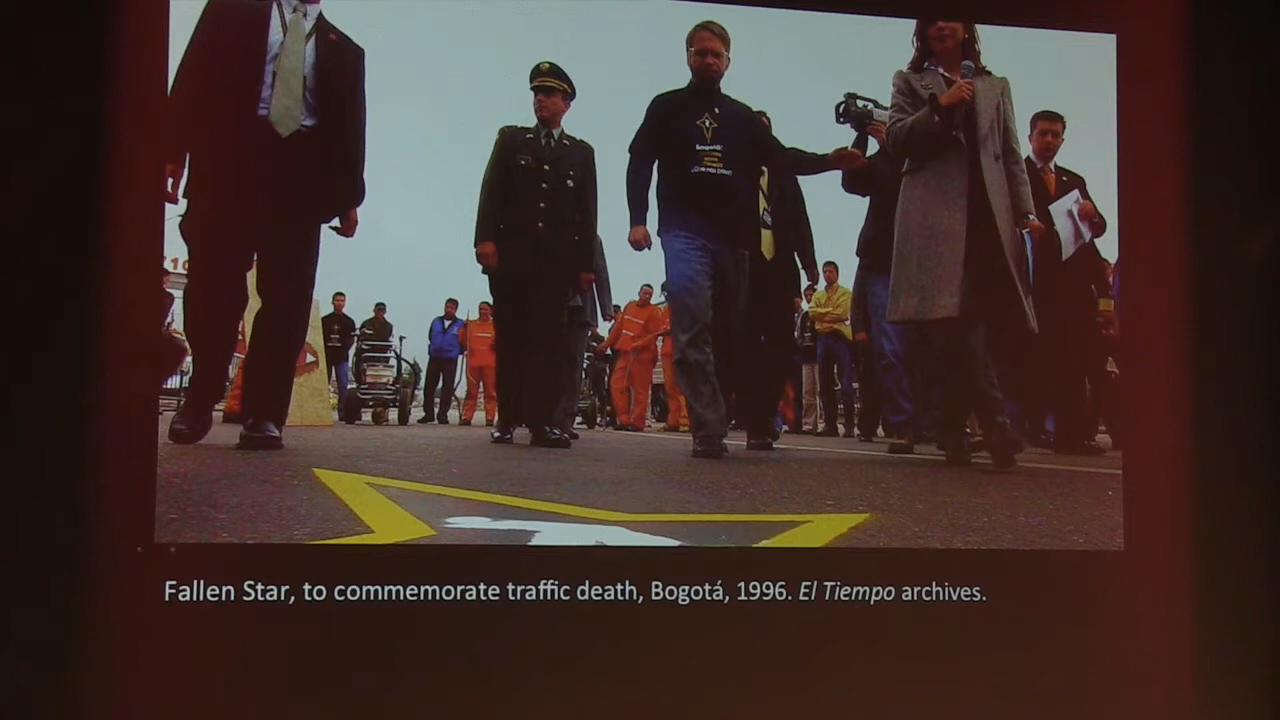 Fallen Star, to commemorate traffic death, Bogotá, 1996. El Tiempo archives.